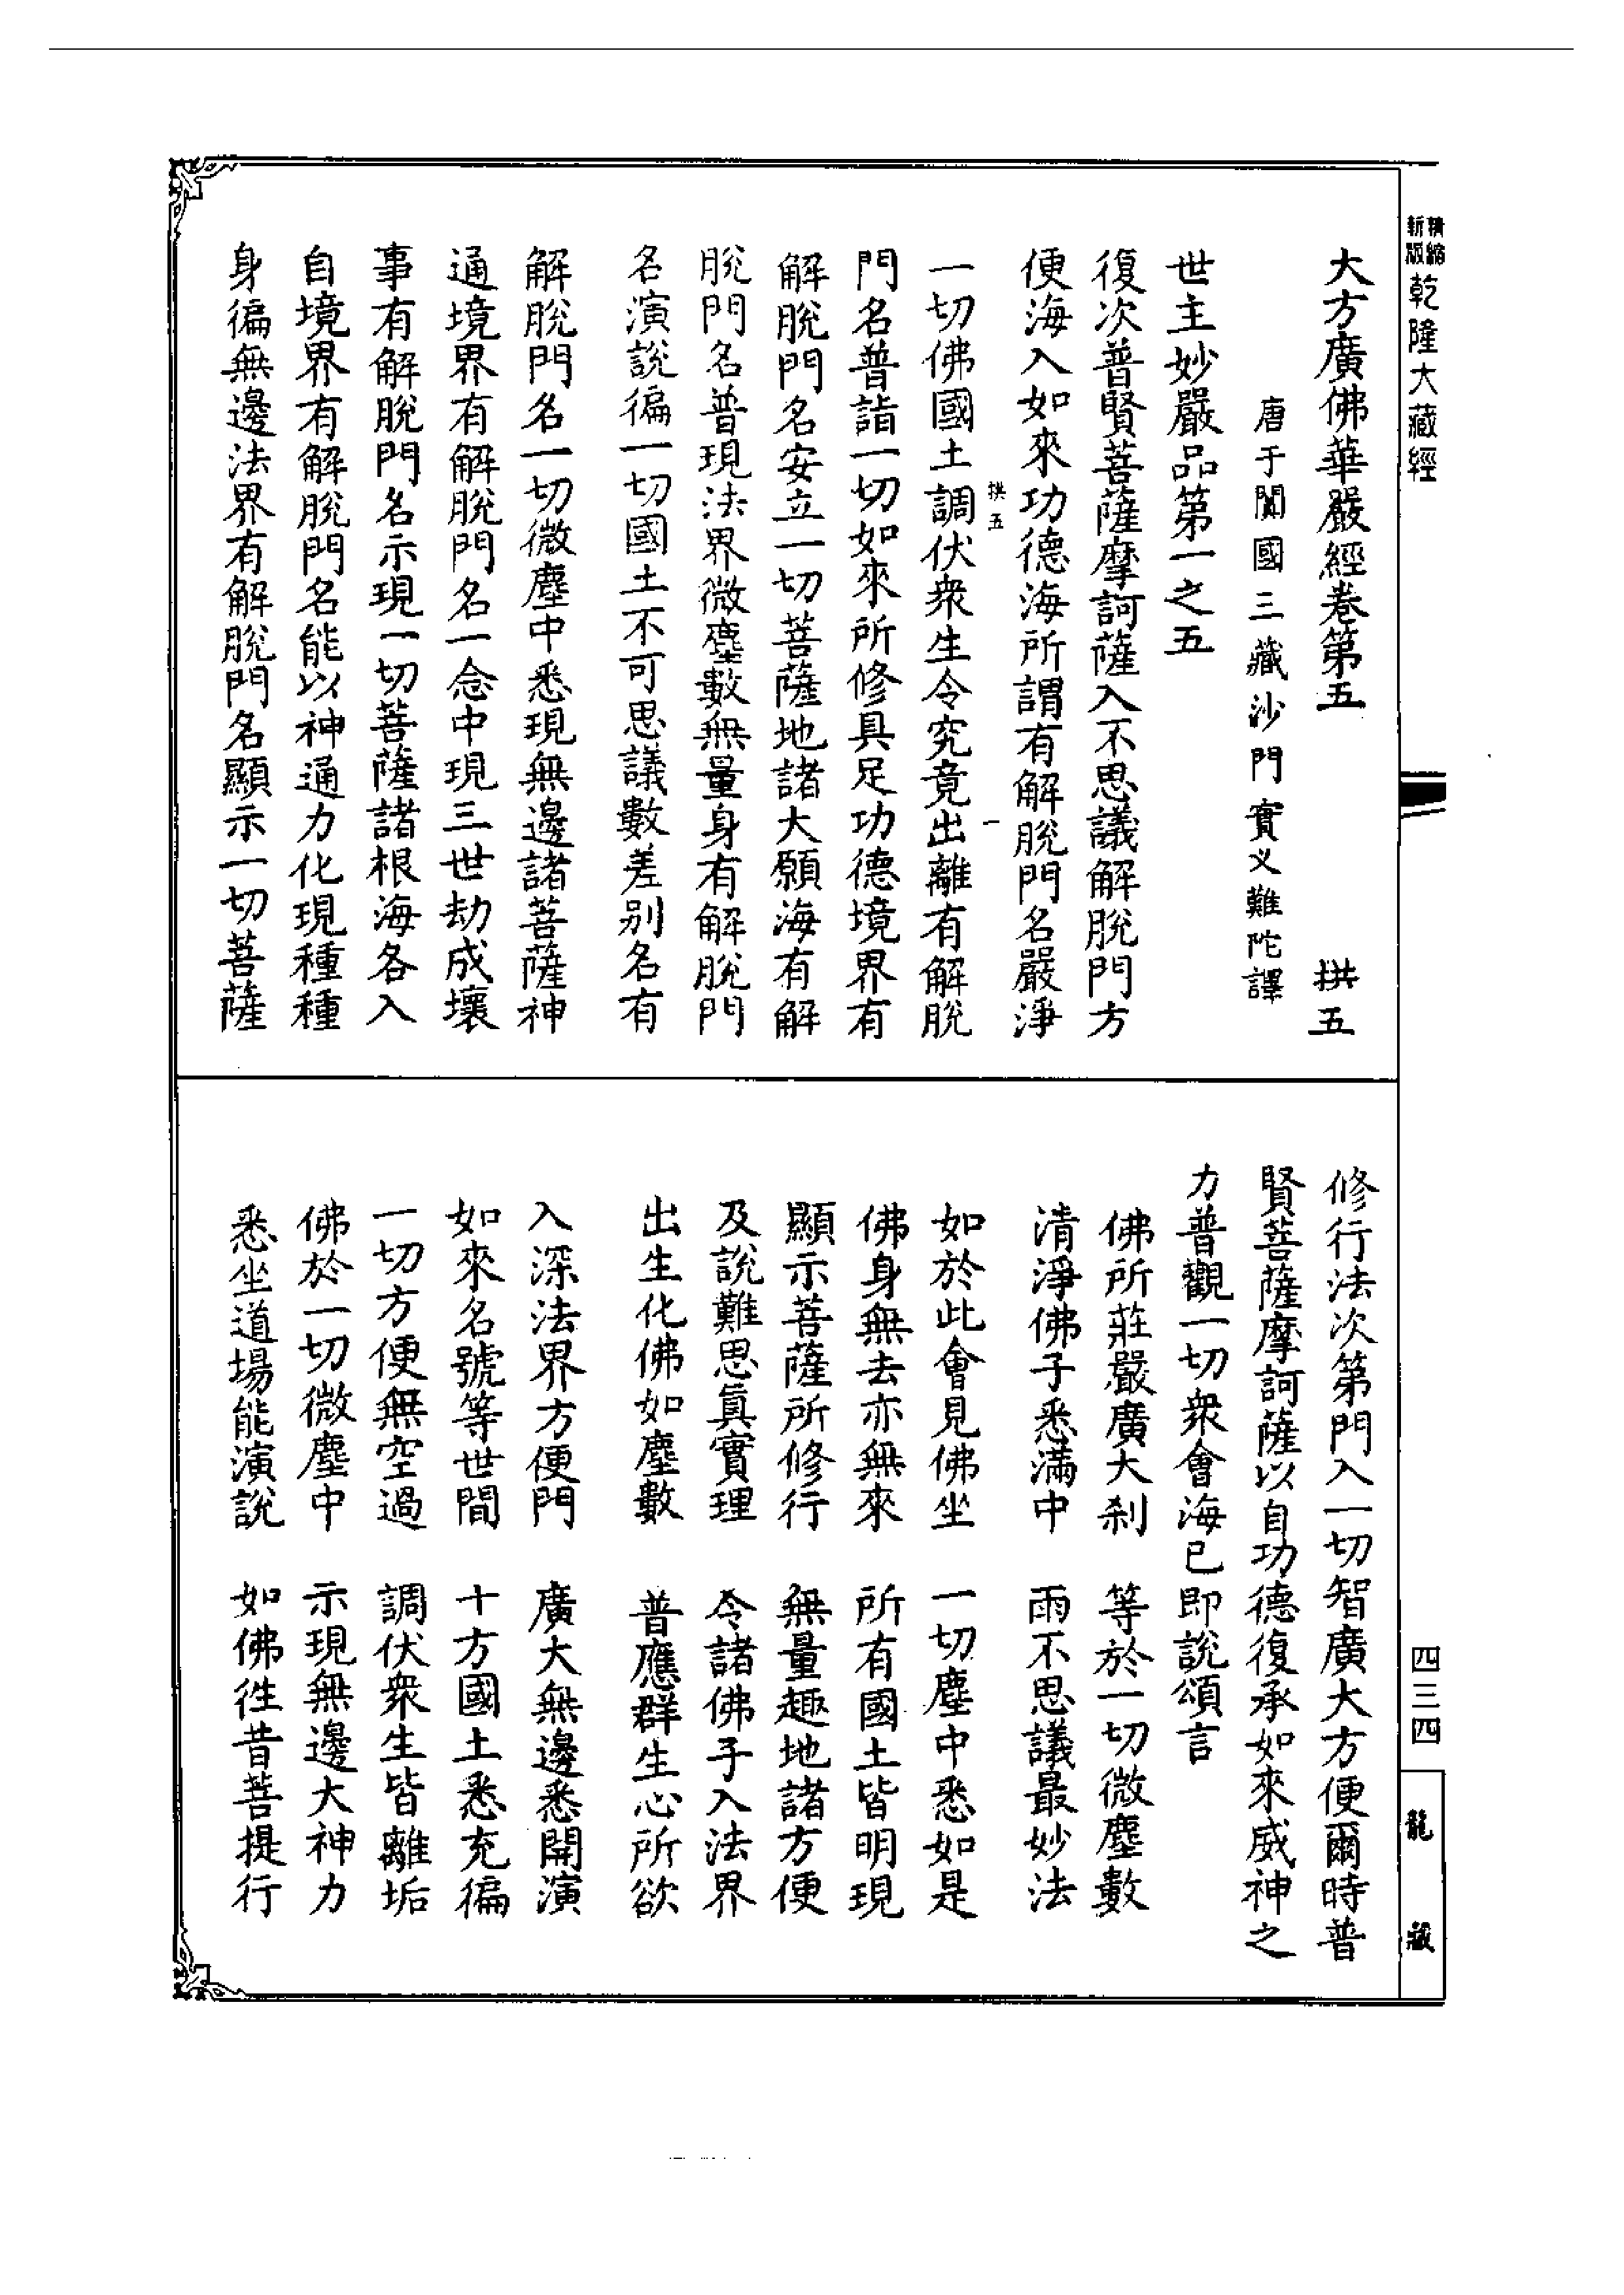 精縮新版乾隆大藏經
四三四
龍藏
大方廣佛華嚴經卷第五 拱五
唐于闐國三藏沙門實叉難陀譯
世主妙嚴品第一之五
復次普賢菩薩摩訶薩入不思議解脫門方
便海入如來功德海所謂有解脫門名嚴淨
拱五 一
一切佛國土調伏衆生令究竟出離有解脫
門名普詣一切如來所修具足功德境界有
解脫門名安立一切菩薩地諸大願海有解
脫門名普現法界微塵數無量身有解脫門
名演說徧一切國土不可思議數差別名有
解脫門名一切微塵中悉現無邊諸菩薩神
通境界有解脫門名一念中現三世劫成壞
事有解脫門名示現一切菩薩諸根海各入
自境界有解脫門名能以神通力化現種種
身徧無邊法界有解脫門名顯示一切菩薩
修行法次第門入一切智廣大方便爾時普
賢菩薩摩訶薩以自功德復承如來威神之
力普觀一切衆會海已即說頌言
佛所莊嚴廣大刹 等於一切微塵數
清淨佛子悉滿中 雨不思議最妙法
如於此會見佛坐 一切塵中悉如是
佛身無去亦無來 所有國土皆明現
顯示菩薩所修行 無量趣地諸方便
及說難思眞實理 令諸佛子入法界
出生化佛如塵數 普應群生心所欲
入深法界方便門 廣大無邊悉開演
如來名號等世間 十方國土悉充徧
一切方便無空過 調伏衆生皆離垢
佛於一切微塵中 示現無邊大神力
悉坐道場能演說 如佛往昔菩提行